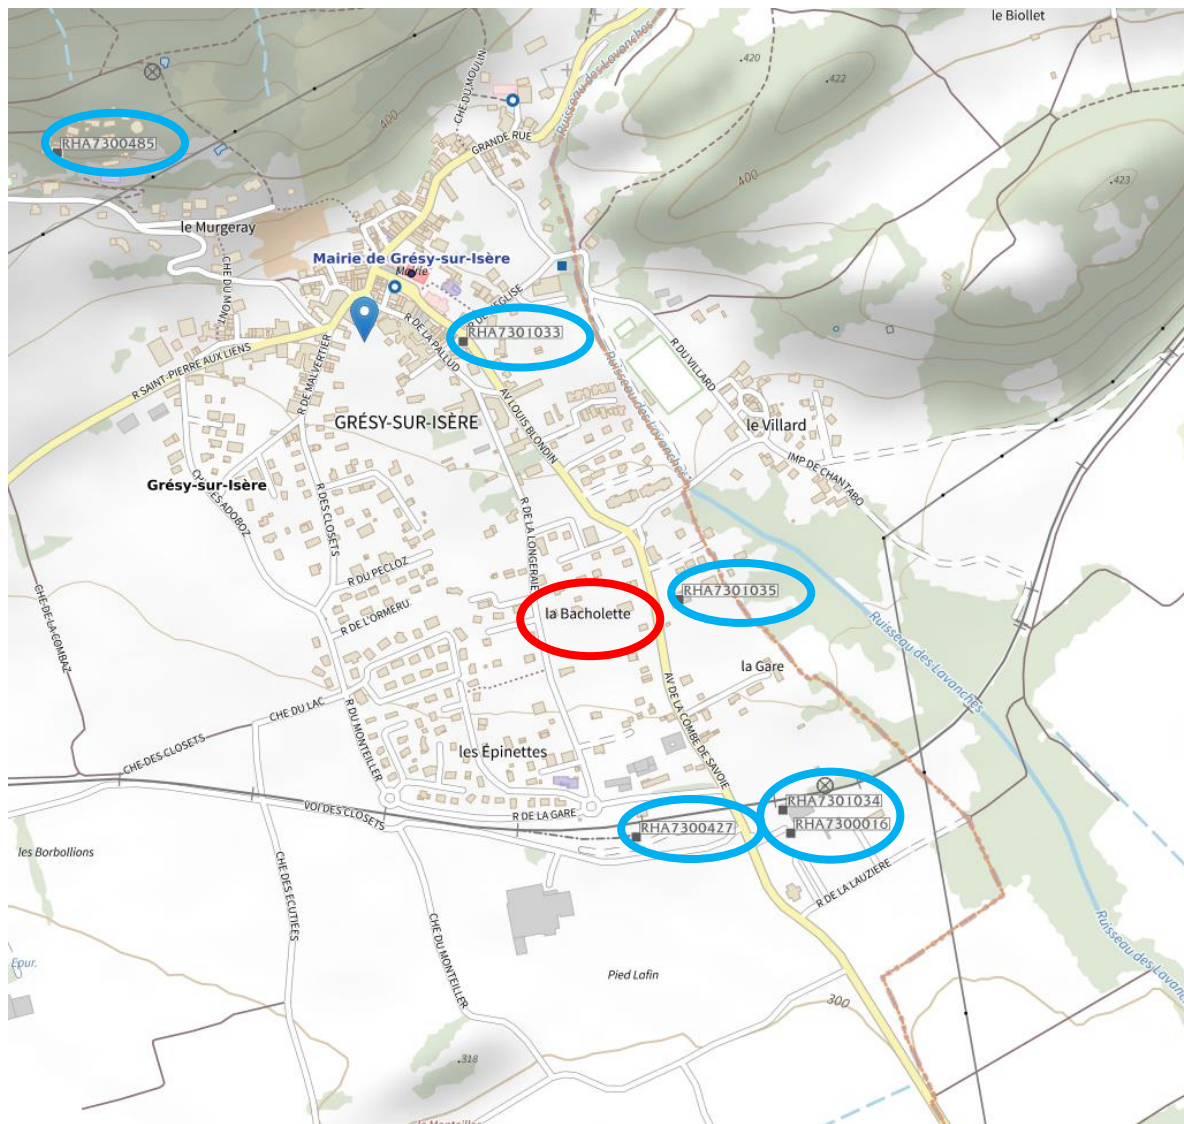 le Biollet
Ruisseau des Lavanches
CHE DU MOULIN
.420
.422
400
GRANDE RUE
RHA7300485
400
.423
le Murgeray
Mairie de Grésy-sur-Isère
Mairie
CHE DU MONT
R DE L'EGLISE
RHA7301033
R DE LA PALLUD
R SAINT-PIERRE AUX LIENS
R DE MALVERTIER
R DU VILLARD
Ruisseau des Lavanches
AV LOUIS BLONDIN
GRÉSY-SUR-ISÈRE
le Villard
IMP DE CHANTABO
Grésy-sur-Isère
CHE LES ADOBOZ
R DES CLOSETS
R DE LA LONGERAIE
R DU PECLOZ
RHA7301035
CHE-DE-LA-COMBAZ
R DE L'ORMERU
la Bacholette
Ruisseau des Lavanches
la Gare
AV DE LA COMBE DE SAVOIE
CHE DU LAC
R DU MONTEILLER
CHE-DES-CLOSETS
les Épinettes
VOI DES CLOSETS
R DE LA GARE
RHA7301034
RHA7300427
RHA7300016
les Borbollions
CHE DES ECUTIEES
R DE LA LAUZIERE
CHE DU MONTEILLER
Ruisseau des Lavanches
Epur.
Pied Lafin
300
.318
le Monteiller